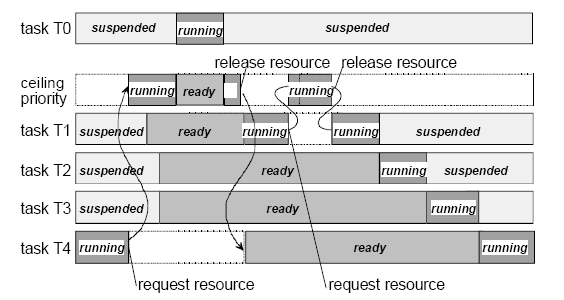 task T0 suspended running suspended
release resource release resource
ceiling priority running ready running
task T1 suspended ready running running suspended
task T2 suspended ready running suspended
task T3 suspended ready running
task T4 running ready running
request resource request resource